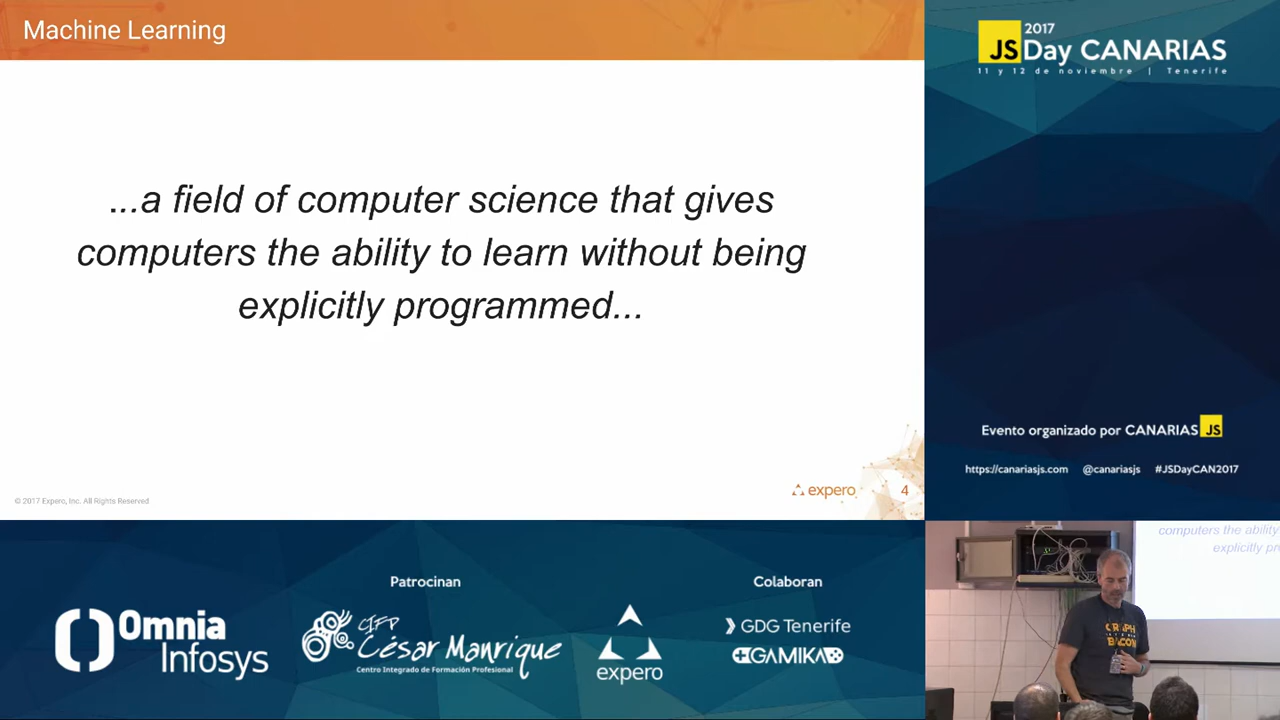 Machine Learning
...a field of computer science that gives
computers the ability to learn without being
explicitly programmed...
© 2017 Expero, Inc. All Rights Reserved
expero
4
2017
JSDay CANARIAS
11 y 12 de noviembre | Tenerife
Evento organizado por CANARIAS JS
https://canariasjs.com @canariasjs #JSDayCAN2017
Patrocinan
Omnia
Infosys
CIFP
César Manrique
Centro Integrado de Formación Profesional
expero
Colaboran
GDG Tenerife
GAMIKA
computers the ability
explicitly pr